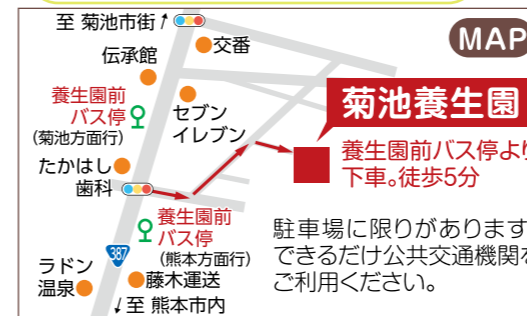 至 菊池市街↑
交番
伝承館
MAP
養生園前
バス停
(菊池方面行)
セブン
イレブン
菊池養生園
養生園前バス停より
下車。徒歩5分
たかはし
歯科
養生園前
バス停
(熊本方面行)
387
駐車場に限りがあります
できるだけ公共交通機関を
ご利用ください。
ラドン
温泉
藤木運送
↓至 熊本市内